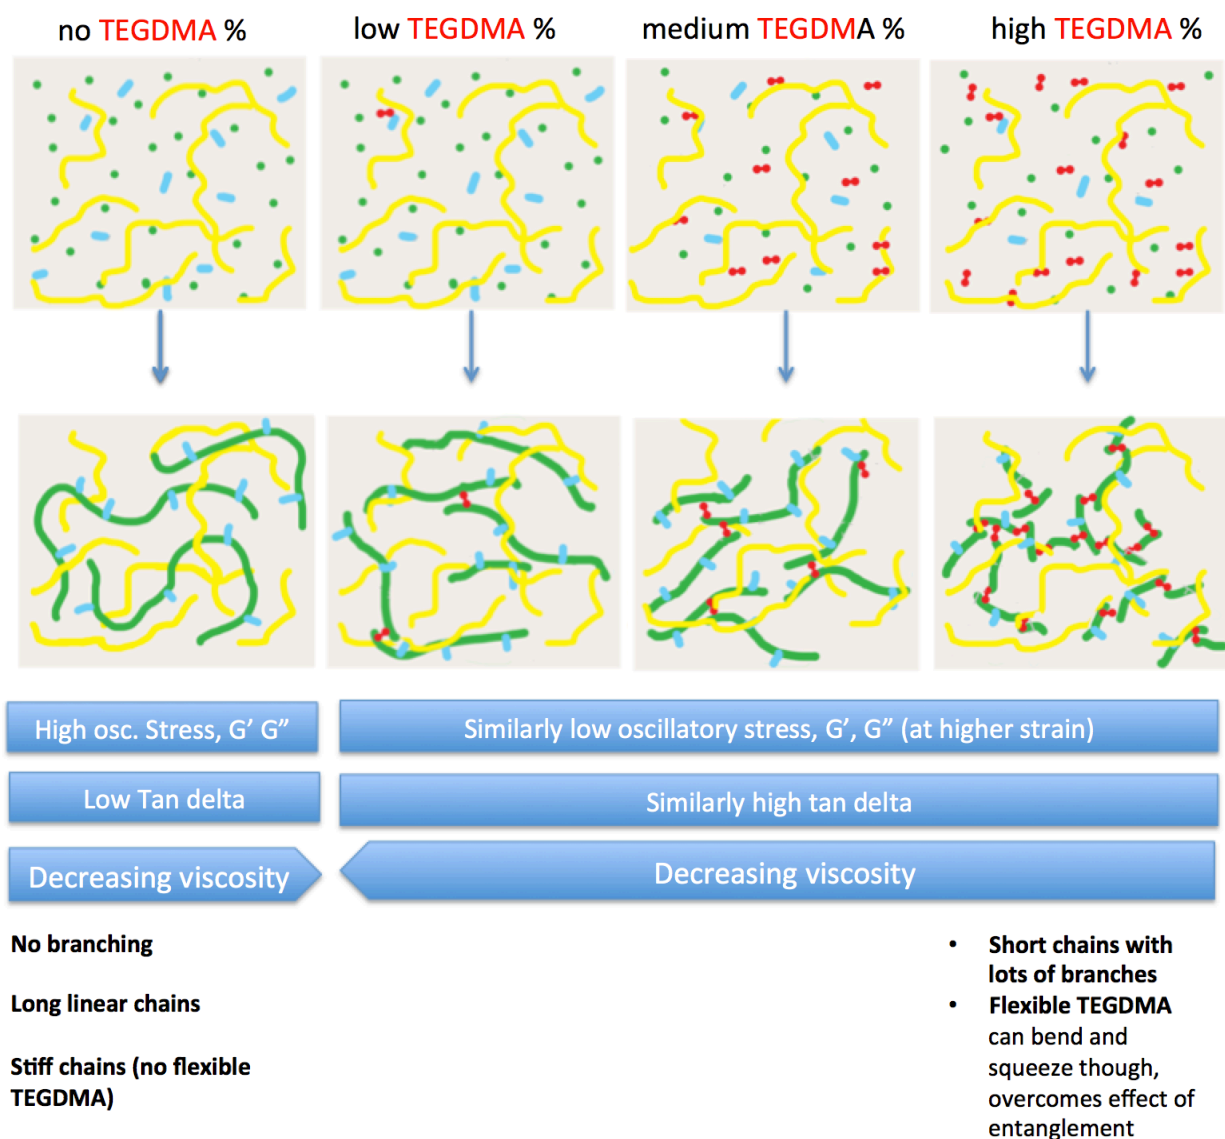 no TEGDMA %
low TEGDMA %
medium TEGDMA %
high TEGDMA %
High osc. Stress, G’ G”
Similarly low oscillatory stress, G’, G” (at higher strain)
Low Tan delta
Similarly high tan delta
Decreasing viscosity
Decreasing viscosity
No branching
Long linear chains
Stiff chains (no flexible
TEGDMA)
• Short chains with
lots of branches
• Flexible TEGDMA
can bend and
squeeze though,
overcomes effect of
entanglement